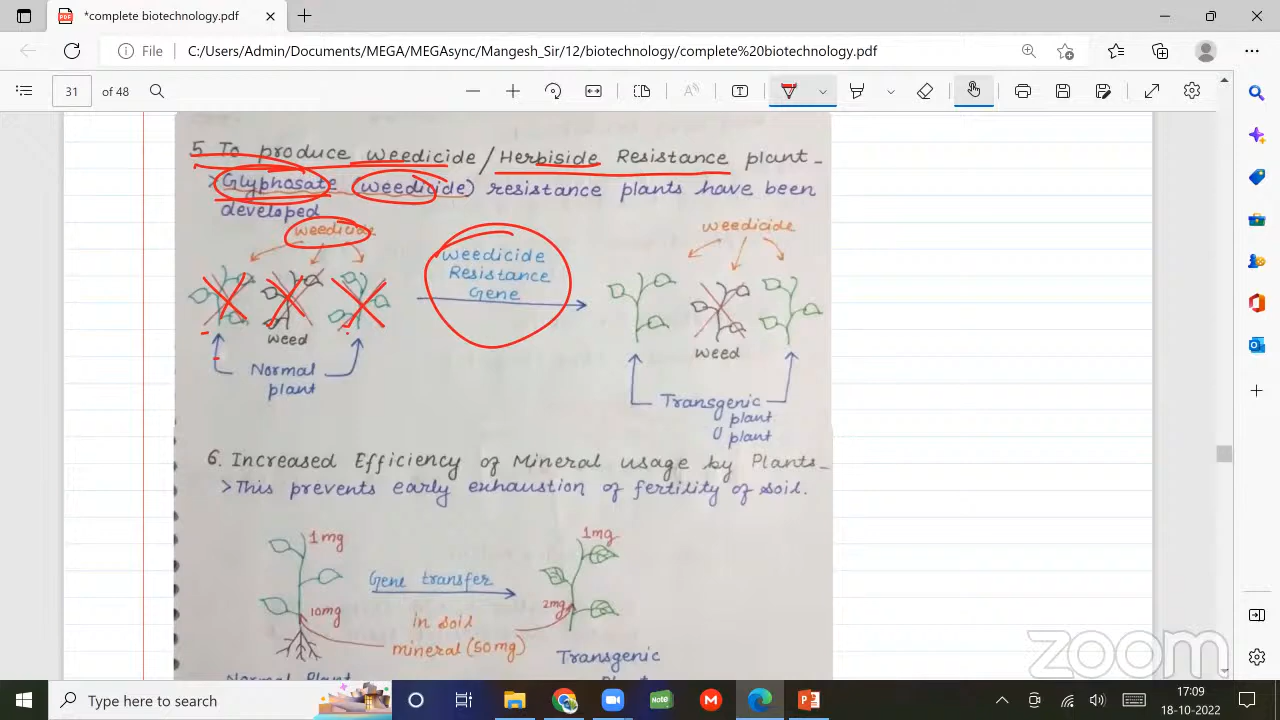 *complete biotechnology.pdf
File
C:/Users/Admin/Documents/MEGA/MEGAsync/Mangesh_Sir/12/biotechnology/complete%20biotechnology.pdf
31 of 48
5. To produce weedicide / Herbiside Resistance plant-
> Glyphosate (weedicide) resistance plants have been
developed
weedicide
weedicide
Weedicide
Resistance
Gene
weed
weed
Normal
plant
Transgenic
plant
plant
6. Increased Efficiency of Mineral usage by Plants-
> This prevents early exhaustion of fertility of soil.
1mg
1mg
Gene transfer
10mg
2mg
in soil
mineral (50mg)
Transgenic
Normal Plant
Plant
zoom
Type here to search
17:09
18-10-2022